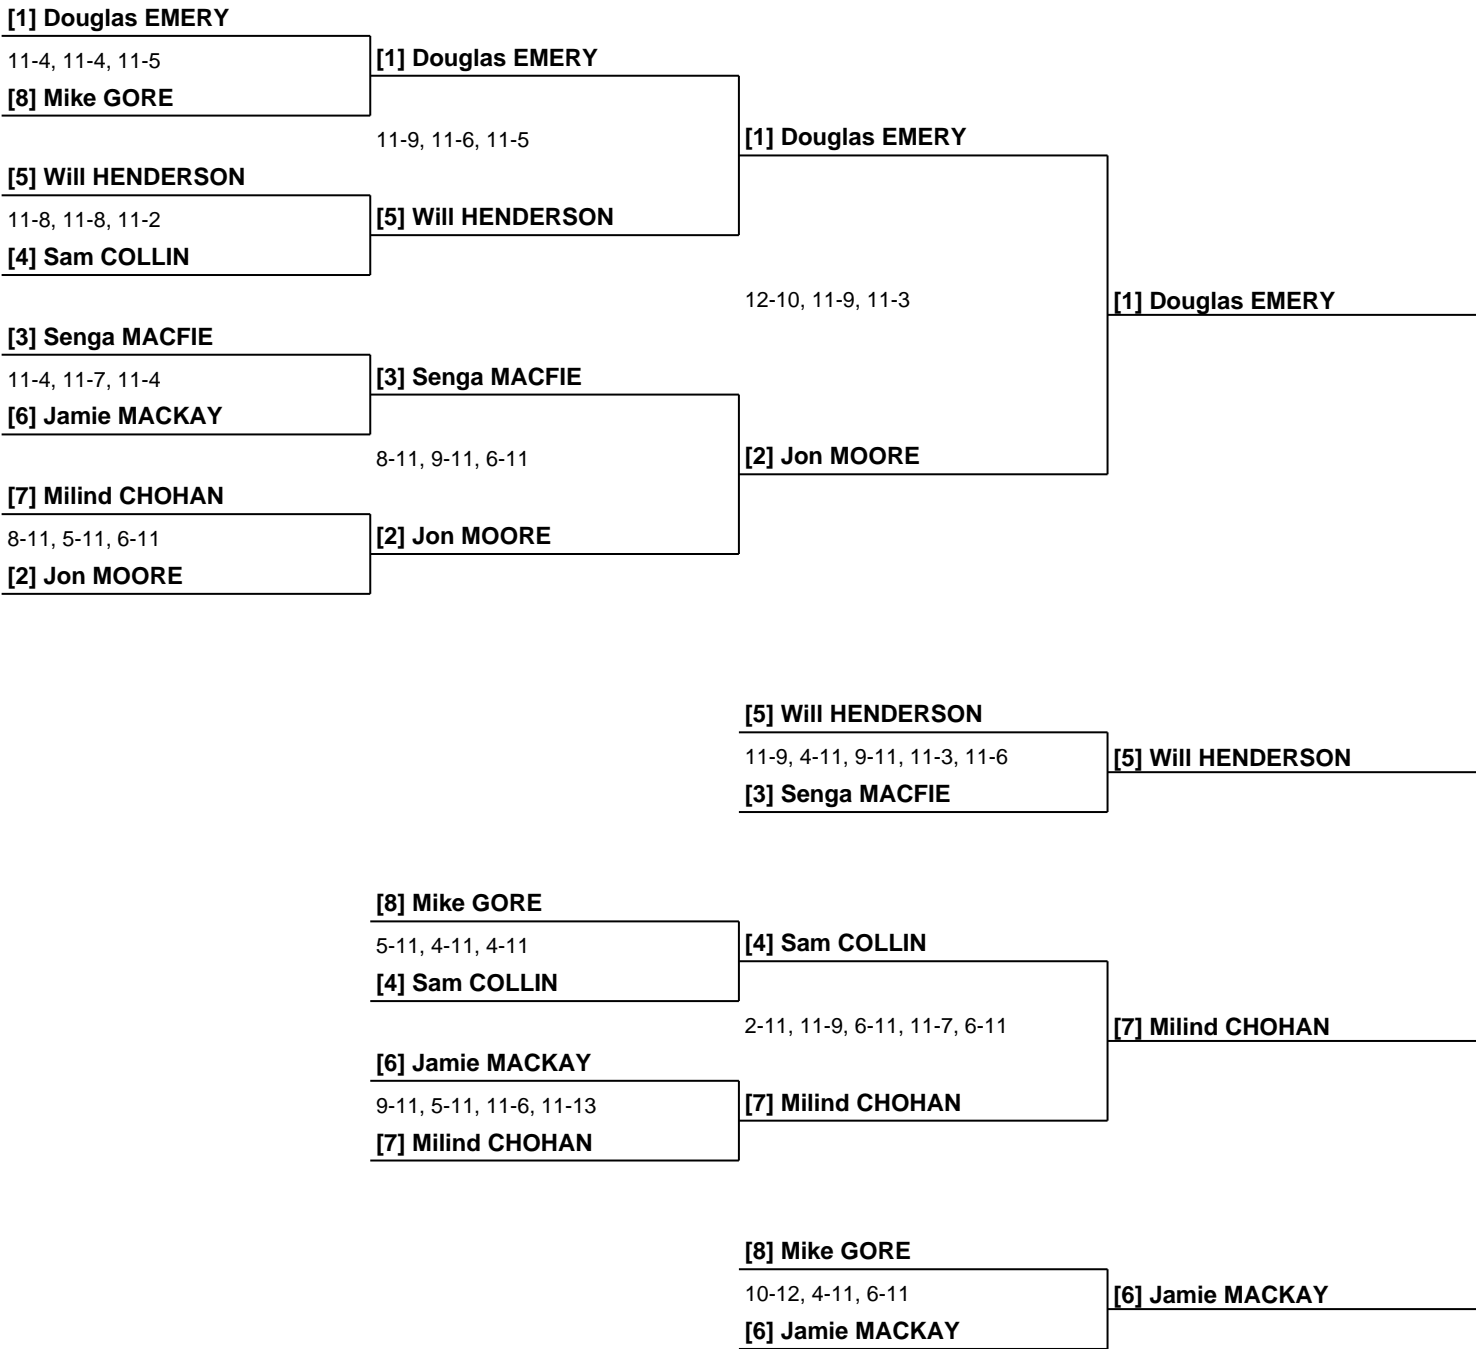 [1] Douglas EMERY
11-4, 11-4, 11-5
[1] Douglas EMERY
[8] Mike GORE
11-9, 11-6, 11-5
[1] Douglas EMERY
[5] Will HENDERSON
11-8, 11-8, 11-2
[5] Will HENDERSON
[4] Sam COLLIN
12-10, 11-9, 11-3
[1] Douglas EMERY
[3] Senga MACFIE
11-4, 11-7, 11-4
[3] Senga MACFIE
[6] Jamie MACKAY
8-11, 9-11, 6-11
[2] Jon MOORE
[7] Milind CHOHAN
8-11, 5-11, 6-11
[2] Jon MOORE
[2] Jon MOORE
[5] Will HENDERSON
11-9, 4-11, 9-11, 11-3, 11-6
[5] Will HENDERSON
[3] Senga MACFIE
[8] Mike GORE
5-11, 4-11, 4-11
[4] Sam COLLIN
[4] Sam COLLIN
2-11, 11-9, 6-11, 11-7, 6-11
[7] Milind CHOHAN
[6] Jamie MACKAY
9-11, 5-11, 11-6, 11-13
[7] Milind CHOHAN
[7] Milind CHOHAN
[8] Mike GORE
10-12, 4-11, 6-11
[6] Jamie MACKAY
[6] Jamie MACKAY